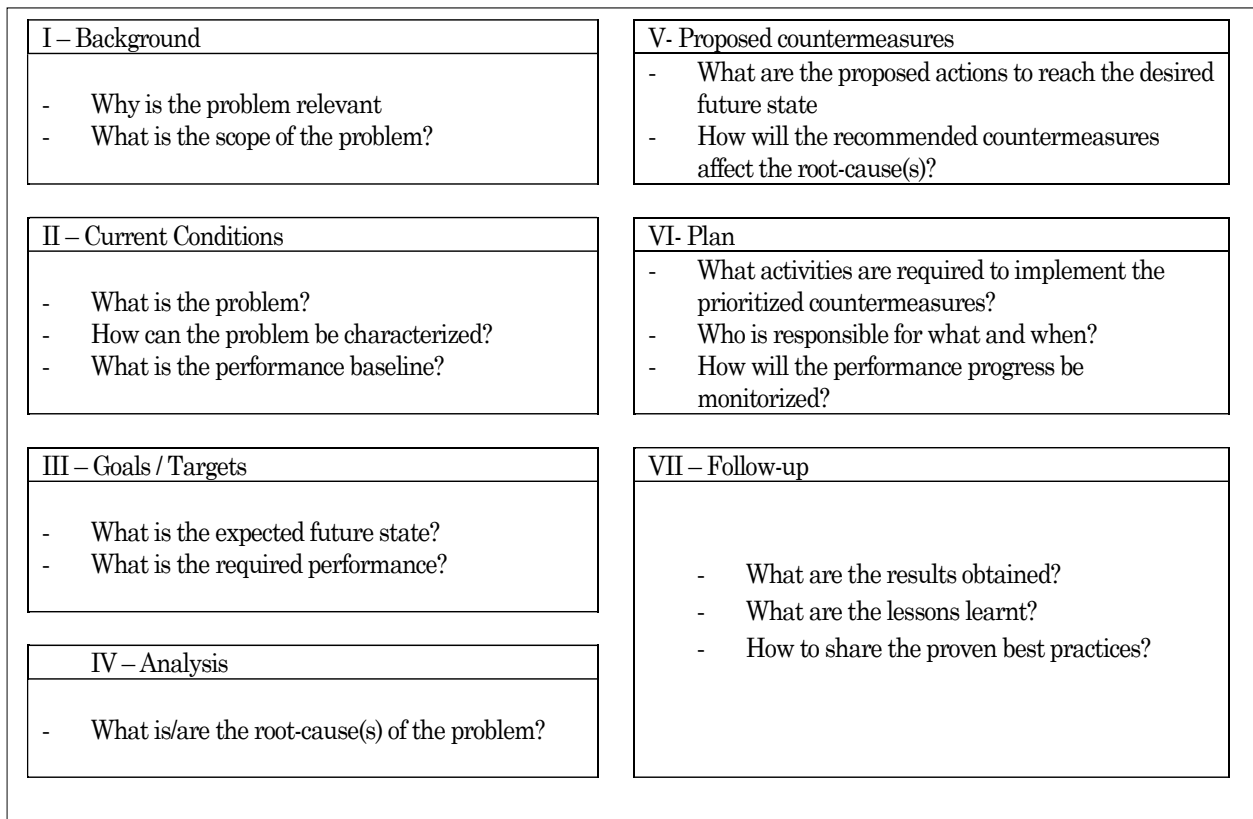 I – Background
- Why is the problem relevant
- What is the scope of the problem?
II – Current Conditions
- What is the problem?
- How can the problem be characterized?
- What is the performance baseline?
III – Goals / Targets
- What is the expected future state?
- What is the required performance?
IV – Analysis
- What is/are the root-cause(s) of the problem?
V- Proposed countermeasures
- What are the proposed actions to reach the desired
future state
- How will the recommended countermeasures
affect the root-cause(s)?
VI- Plan
- What activities are required to implement the
prioritized countermeasures?
- Who is responsible for what and when?
- How will the performance progress be
monitorized?
VII – Follow-up
- What are the results obtained?
- What are the lessons learnt?
- How to share the proven best practices?